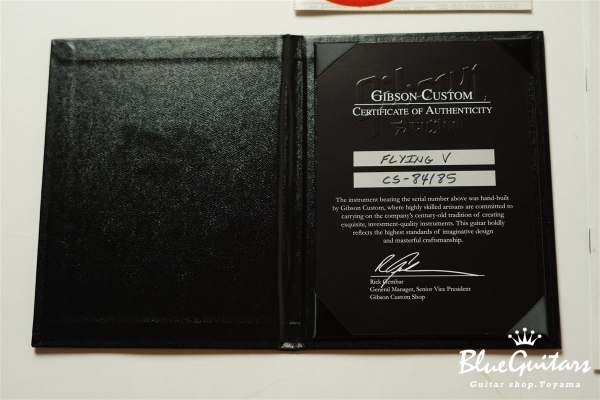 GIBSON CUSTOM
CERTIFICATE OF AUTHENTICITY
FLYING V
CS-84185
The instrument bearing the serial number above was hand-built
by Gibson Custom, where highly skilled artisans are committed to
carrying on the company's century-old tradition of creating
exquisite, investment-quality instruments. This guitar boldly
reflects the highest standards of imaginative design
and masterful craftsmanship.
Rick Gembar
General Manager, Senior Vice President
Gibson Custom Shop
BlueGuitars
Guitar shop.Toyama